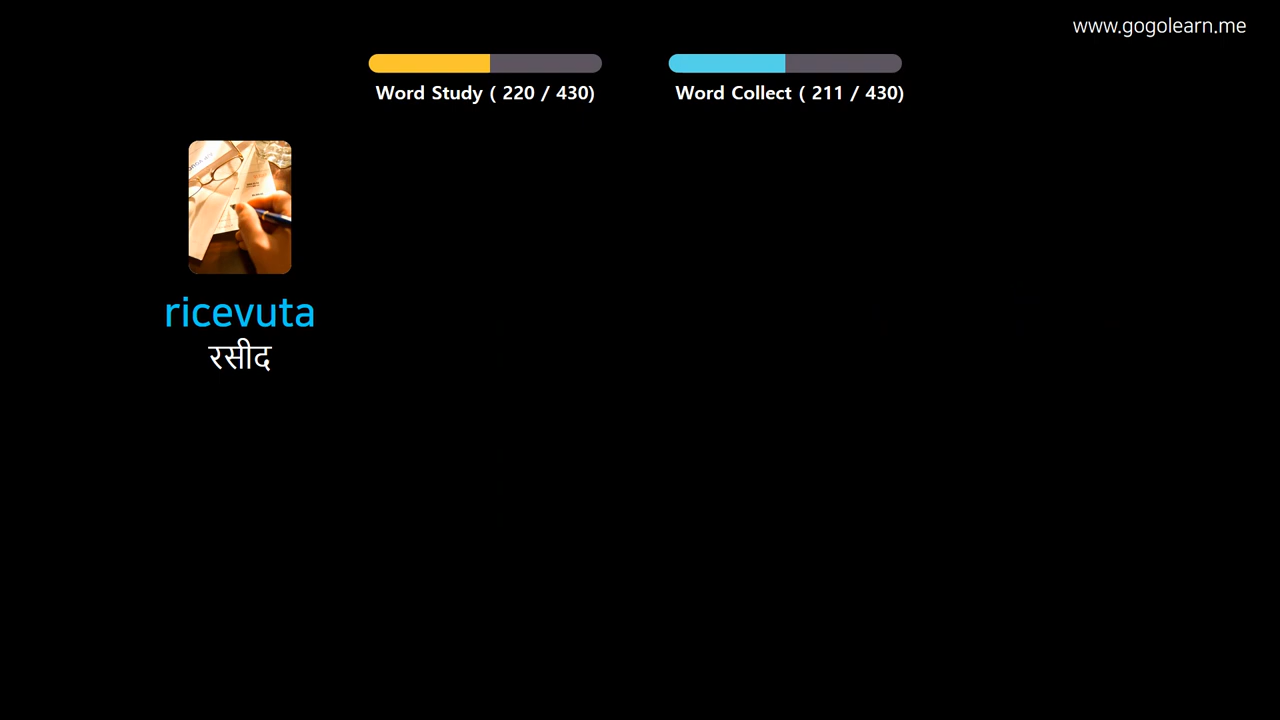 www.gogolearn.me
Word Study ( 220 / 430)
Word Collect ( 211 / 430)
ricevuta
रसीद